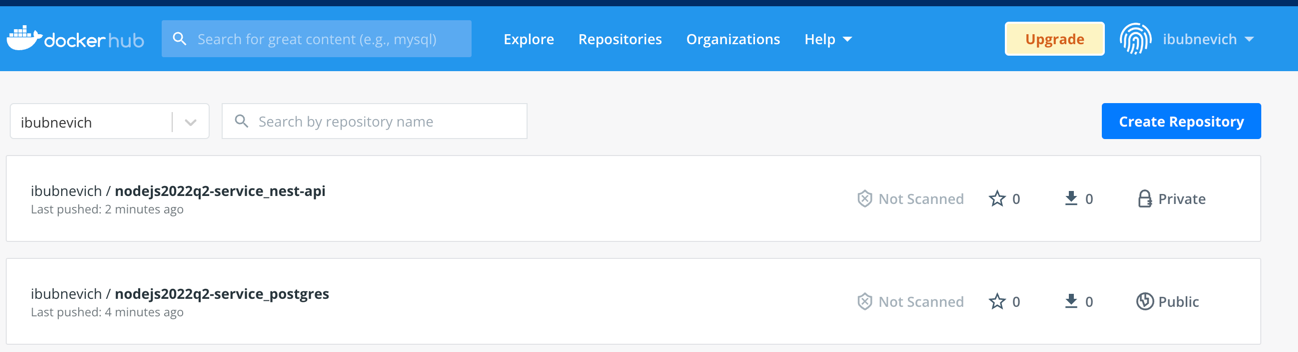 dockerhub Search for great content (e.g., mysql) Explore Repositories Organizations Help Upgrade ibubnevich
ibubnevich Search by repository name Create Repository
ibubnevich / nodejs2022q2-service_nest-api Not Scanned 0 0 Private
Last pushed: 2 minutes ago
ibubnevich / nodejs2022q2-service_postgres Not Scanned 0 0 Public
Last pushed: 4 minutes ago